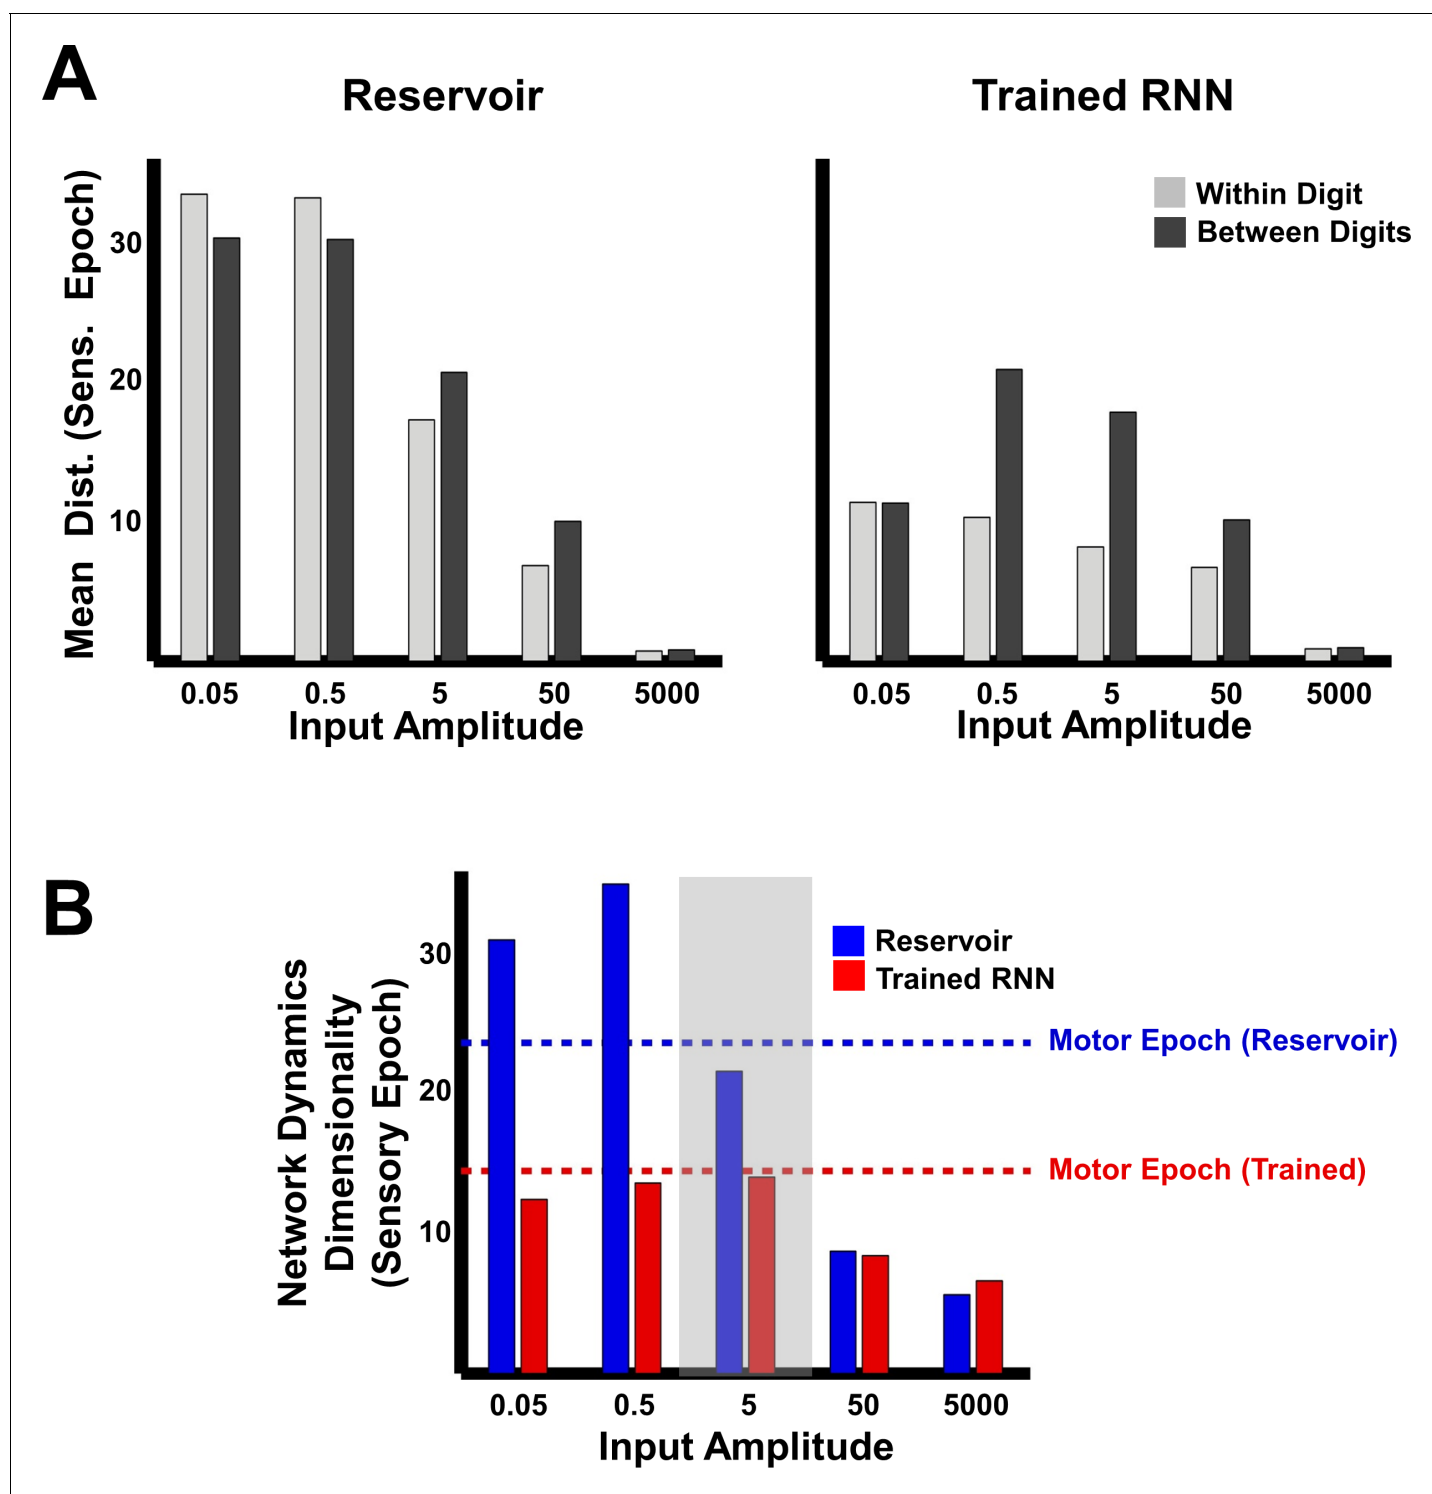 A
Reservoir
Trained RNN
Mean Dist. (Sens. Epoch)
30
20
10
0.05 0.5 5 50 5000
Input Amplitude
Within Digit
Between Digits
0.05 0.5 5 50 5000
Input Amplitude
B
Network Dynamics
Dimensionality
(Sensory Epoch)
30
20
10
Reservoir
Trained RNN
Motor Epoch (Reservoir)
Motor Epoch (Trained)
0.05 0.5 5 50 5000
Input Amplitude